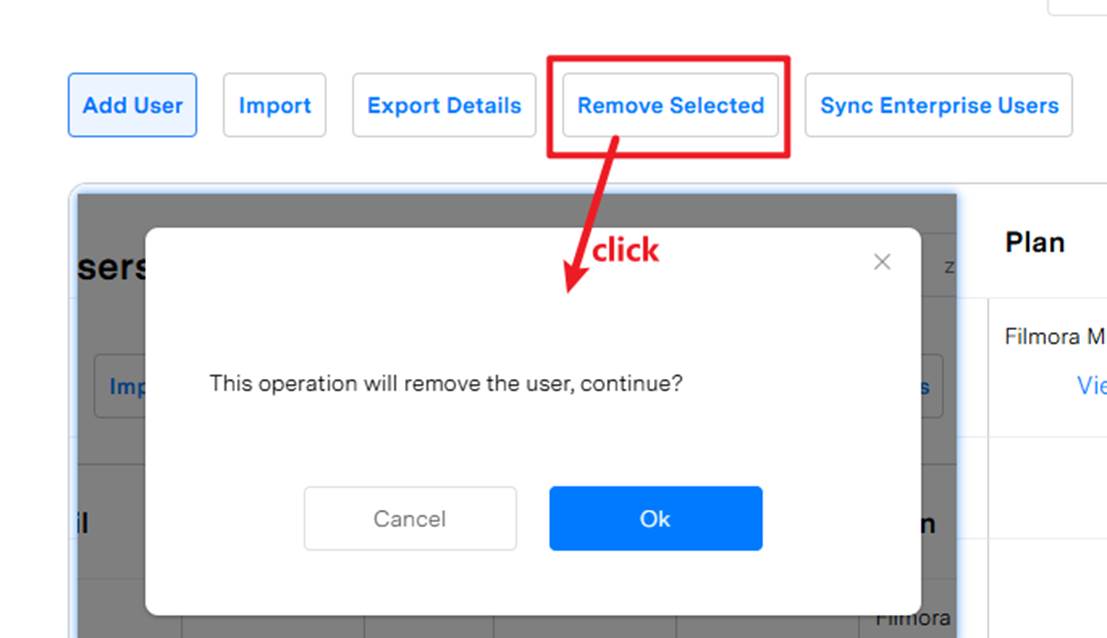 Add User Import Export Details Remove Selected Sync Enterprise Users
click
Plan
sers
z
Filmora M
This operation will remove the user, continue?
Imp
s
Vie
Cancel Ok
il
n
Filmora